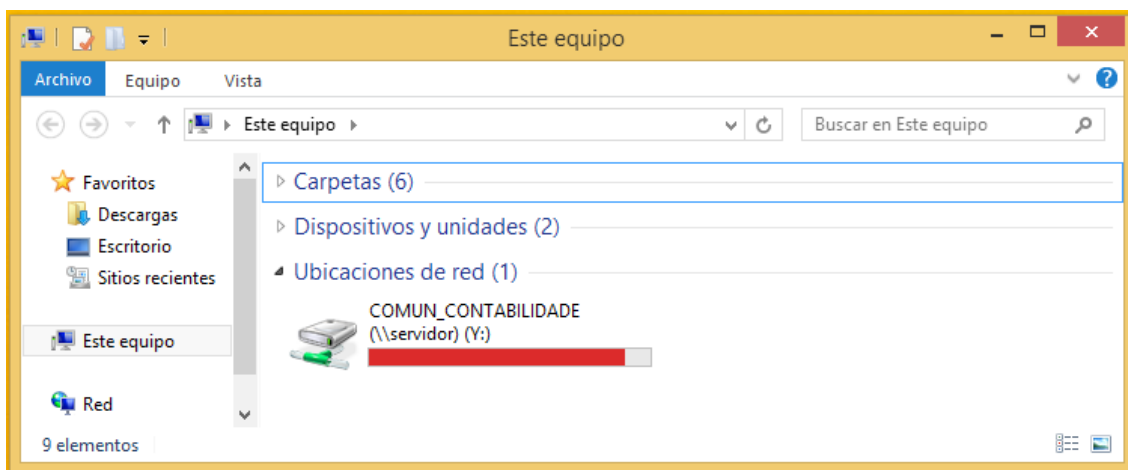 Este equipo
Archivo Equipo Vista
Este equipo
Buscar en Este equipo
Favoritos
Descargas
Escritorio
Sitios recientes
Este equipo
Red
Carpetas (6)
Dispositivos y unidades (2)
Ubicaciones de red (1)
COMUN_CONTABILIDADE
(\\servidor) (Y:)
9 elementos